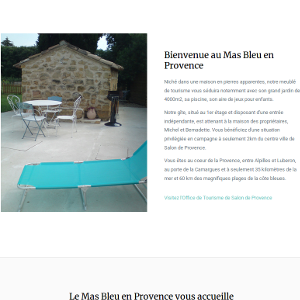 Bienvenue au Mas Bleu en
Provence
Niché dans une maison en pierres apparentes, notre meublé
de tourisme vous séduira notamment avec son grand jardin de
4000m2, sa piscine, son aire de jeux pour enfants.
Notre gîte, situé au 1er étage et disposant d'une entrée
indépendante, est attenant à la maison des propriétaires,
Michel et Bernadette. Vous bénéficiez d'une situation
privilégiée en campagne à seulement 2km du centre ville de
Salon de Provence.
Vous êtes au coeur de la Provence, entre Alpilles et Luberon,
au porte de la Camargues et à seulement 35 kilomètres de la
mer et 60 km des magnifiques plages de la côte bleues.
Visitez l'Office de Tourisme de Salon de Provence
Le Mas Bleu en Provence vous accueille